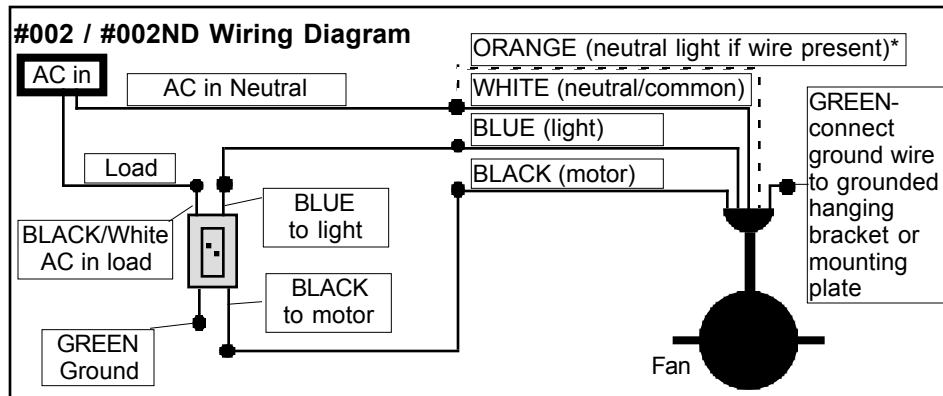 #002 / #002ND Wiring Diagram
AC in
AC in Neutral
ORANGE (neutral light if wire present)*
WHITE (neutral/common)
BLUE (light)
BLACK (motor)
GREEN-
connect
ground wire
to grounded
hanging
bracket or
mounting
plate
Load
BLACK/White
AC in load
BLUE
to light
BLACK
to motor
GREEN
Ground
Fan